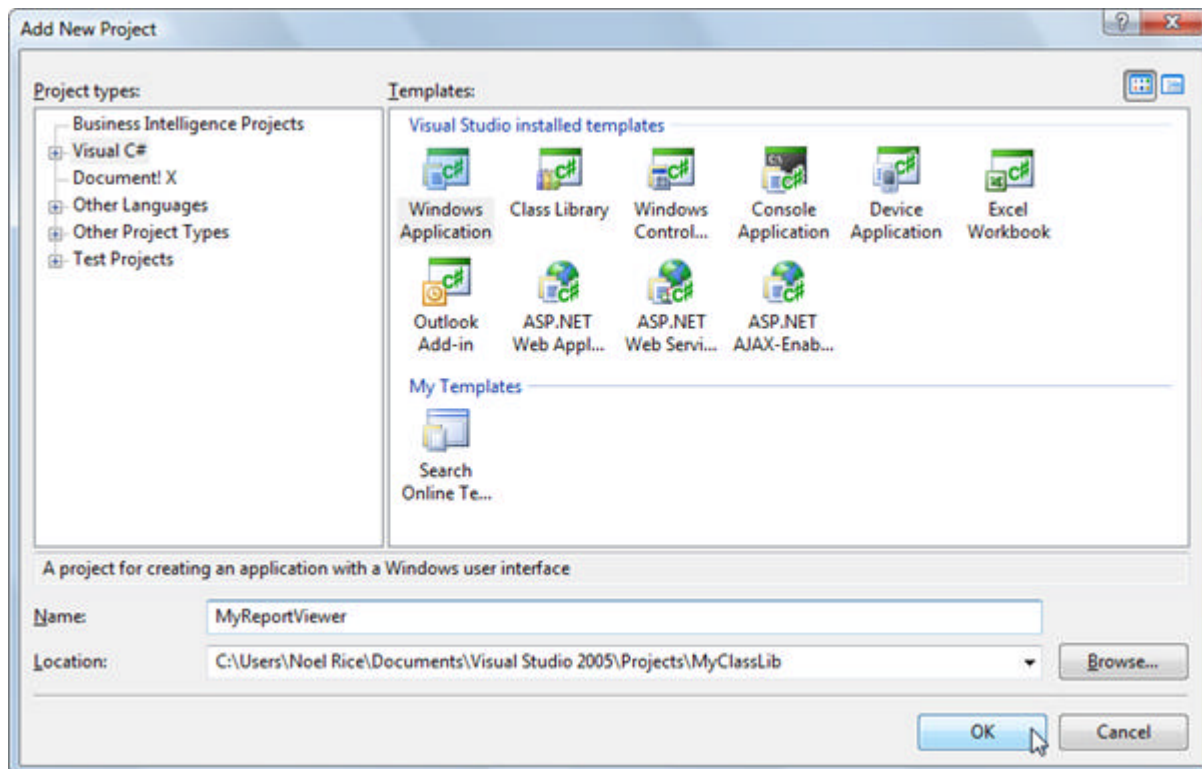 Add New Project
Project types:
Templates:
Business Intelligence Projects
Visual C#
Document! X
Other Languages
Other Project Types
Test Projects
Visual Studio installed templates
Windows Application
Class Library
Windows Control...
Console Application
Device Application
Excel Workbook
Outlook Add-in
ASP.NET Web Appl...
ASP.NET Web Servi...
ASP.NET AJAX-Enab...
My Templates
Search Online Te...
A project for creating an application with a Windows user interface
Name:
MyReportViewer
Location:
C:\Users\Noel Rice\Documents\Visual Studio 2005\Projects\MyClassLib
Browse...
OK
Cancel